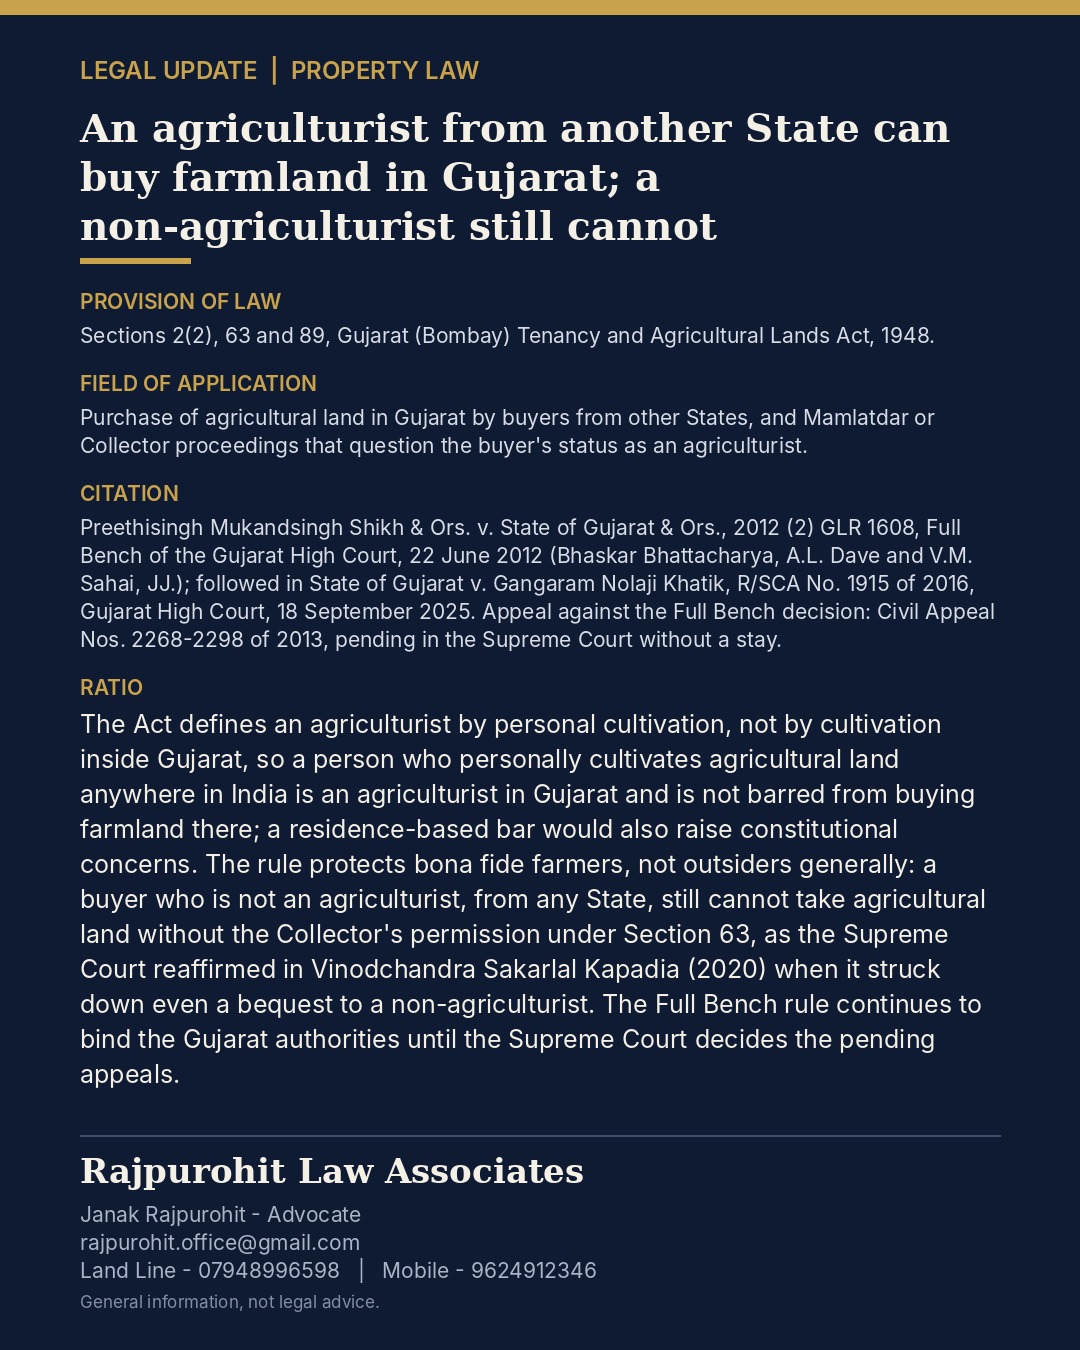 LEGAL UPDATE | PROPERTY LAW
An agriculturist from another State can
buy farmland in Gujarat; a
non-agriculturist still cannot
PROVISION OF LAW
Sections 2(2), 63 and 89, Gujarat (Bombay) Tenancy and Agricultural Lands Act, 1948.
FIELD OF APPLICATION
Purchase of agricultural land in Gujarat by buyers from other States, and Mamlatdar or
Collector proceedings that question the buyer's status as an agriculturist.
CITATION
Preethisingh Mukandsingh Shikh & Ors. v. State of Gujarat & Ors., 2012 (2) GLR 1608, Full
Bench of the Gujarat High Court, 22 June 2012 (Bhaskar Bhattacharya, A.L. Dave and V.M.
Sahai, JJ.); followed in State of Gujarat v. Gangaram Nolaji Khatik, R/SCA No. 1915 of 2016,
Gujarat High Court, 18 September 2025. Appeal against the Full Bench decision: Civil Appeal
Nos. 2268-2298 of 2013, pending in the Supreme Court without a stay.
RATIO
The Act defines an agriculturist by personal cultivation, not by cultivation
inside Gujarat, so a person who personally cultivates agricultural land
anywhere in India is an agriculturist in Gujarat and is not barred from buying
farmland there; a residence-based bar would also raise constitutional
concerns. The rule protects bona fide farmers, not outsiders generally: a
buyer who is not an agriculturist, from any State, still cannot take agricultural
land without the Collector's permission under Section 63, as the Supreme
Court reaffirmed in Vinodchandra Sakarlal Kapadia (2020) when it struck
down even a bequest to a non-agriculturist. The Full Bench rule continues to
bind the Gujarat authorities until the Supreme Court decides the pending
appeals.
Rajpurohit Law Associates
Janak Rajpurohit - Advocate
rajpurohit.office@gmail.com
Land Line - 07948996598 | Mobile - 9624912346
General information, not legal advice.